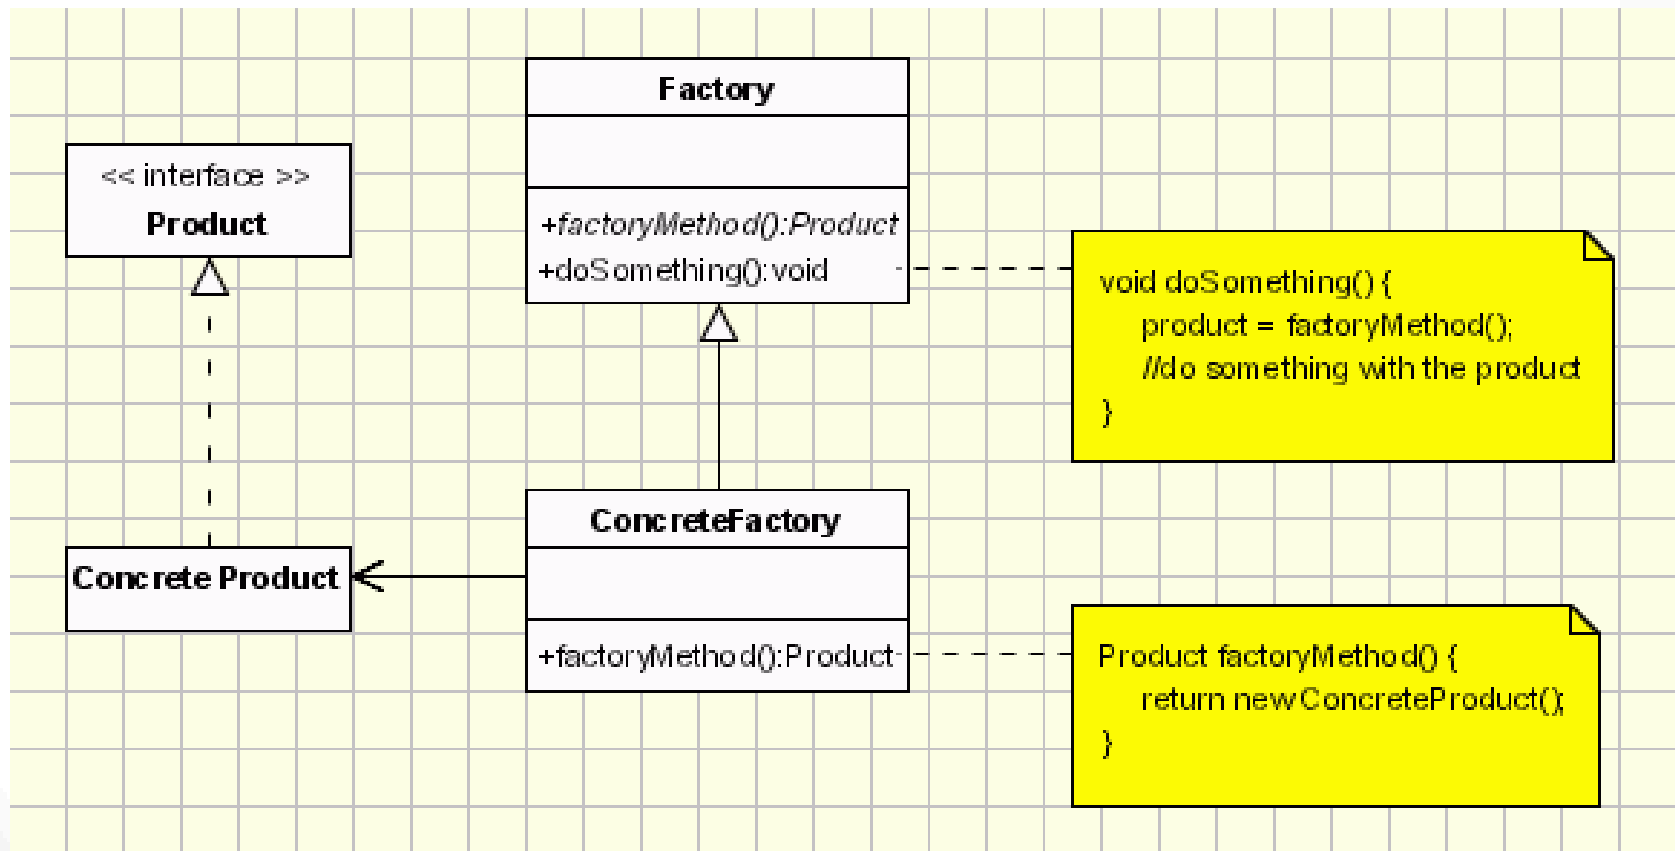 Factory
+factoryMethod():Product
+doSomething():void
<< interface >>
Product
void doSomething() {
product = factoryMethod();
//do something with the product
}
ConcreteFactory
+factoryMethod():Product
Concrete Product
Product factoryMethod() {
return new ConcreteProduct();
}